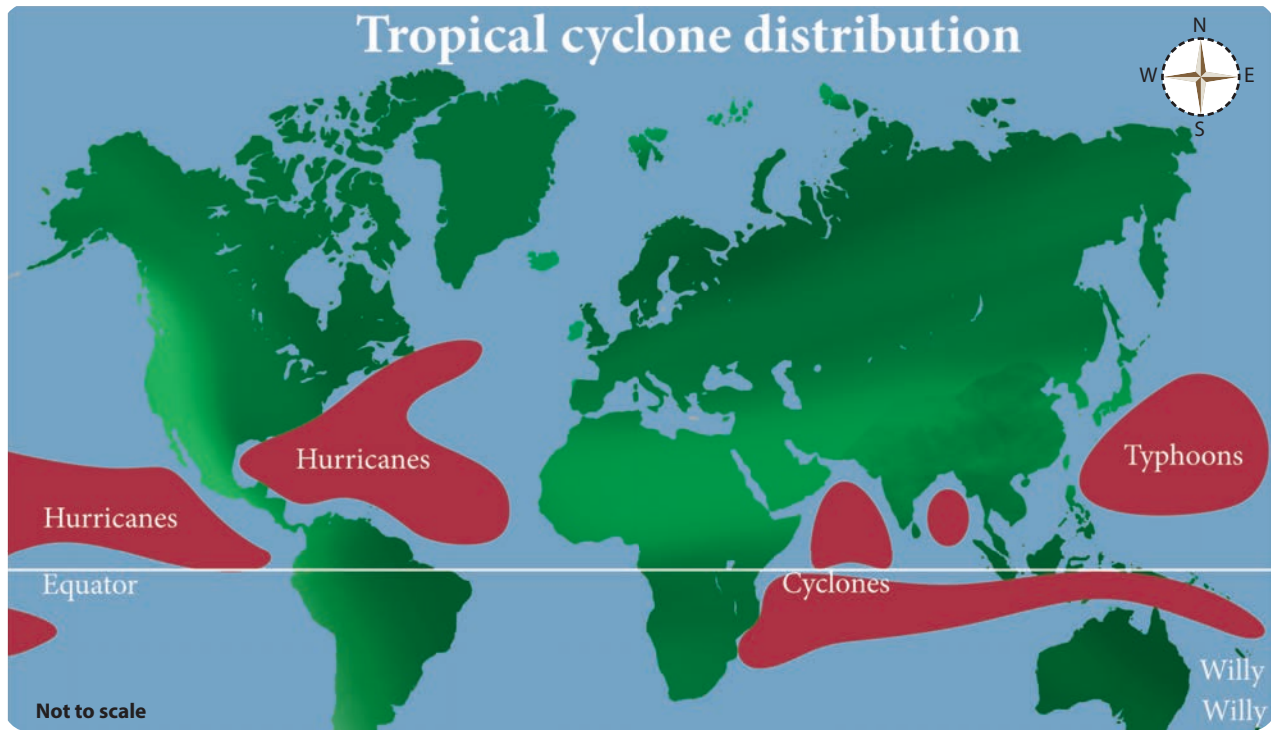 Tropical cyclone distribution
N
W E
S
Hurricanes
Typhoons
Hurricanes
Equator
Cyclones
Willy
Willy
Not to scale